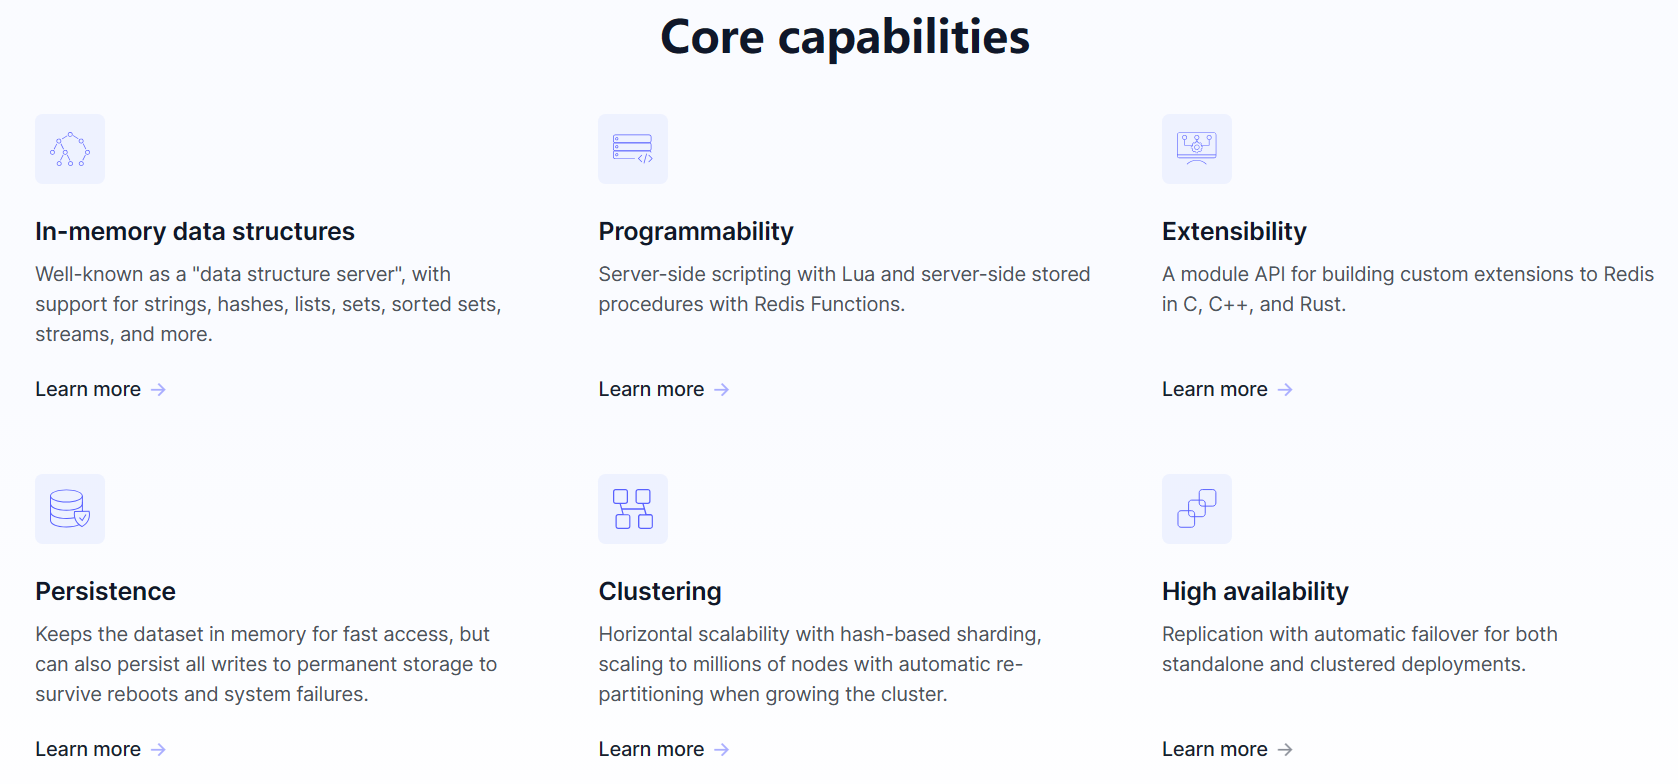 Core capabilities
In-memory data structures
Well-known as a "data structure server", with
support for strings, hashes, lists, sets, sorted sets,
streams, and more.
Learn more →
Programmability
Server-side scripting with Lua and server-side stored
procedures with Redis Functions.
Learn more →
Extensibility
A module API for building custom extensions to Redis
in C, C++, and Rust.
Learn more →
Persistence
Keeps the dataset in memory for fast access, but
can also persist all writes to permanent storage to
survive reboots and system failures.
Learn more →
Clustering
Horizontal scalability with hash-based sharding,
scaling to millions of nodes with automatic re-
partitioning when growing the cluster.
Learn more →
High availability
Replication with automatic failover for both
standalone and clustered deployments.
Learn more →